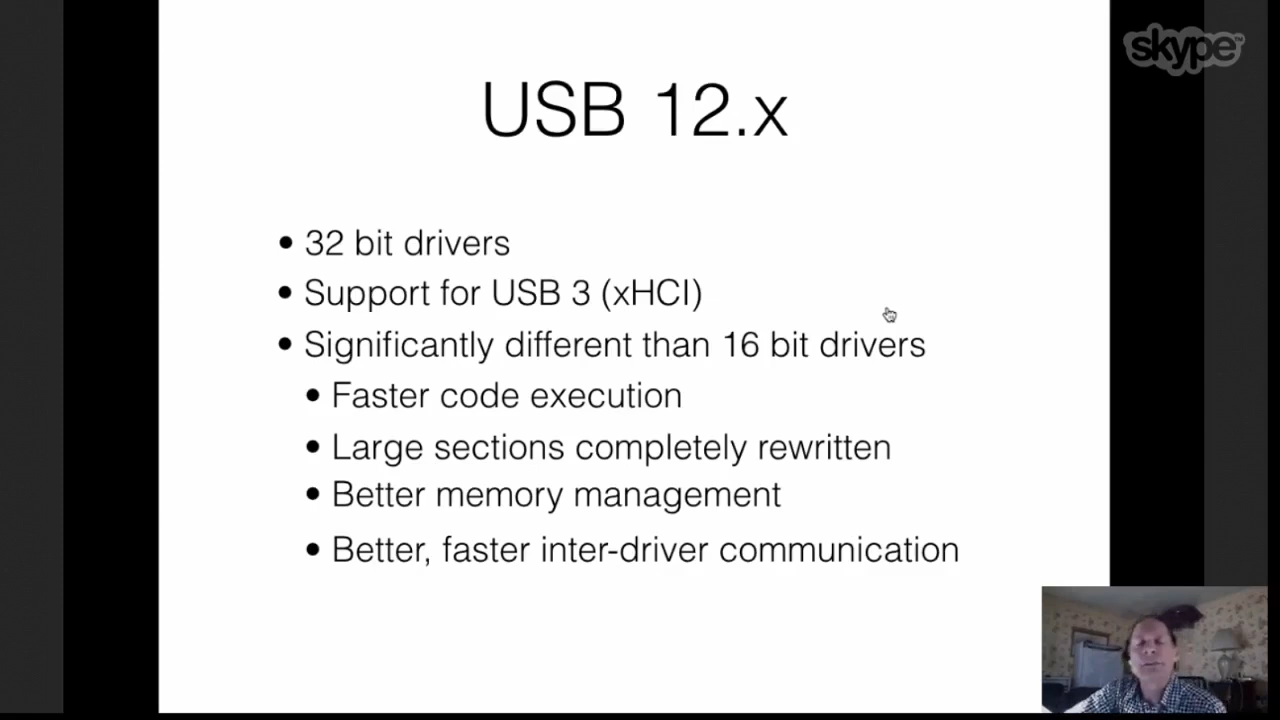 skype™
USB 12.x
• 32 bit drivers
• Support for USB 3 (xHCI)
• Significantly different than 16 bit drivers
• Faster code execution
• Large sections completely rewritten
• Better memory management
• Better, faster inter-driver communication